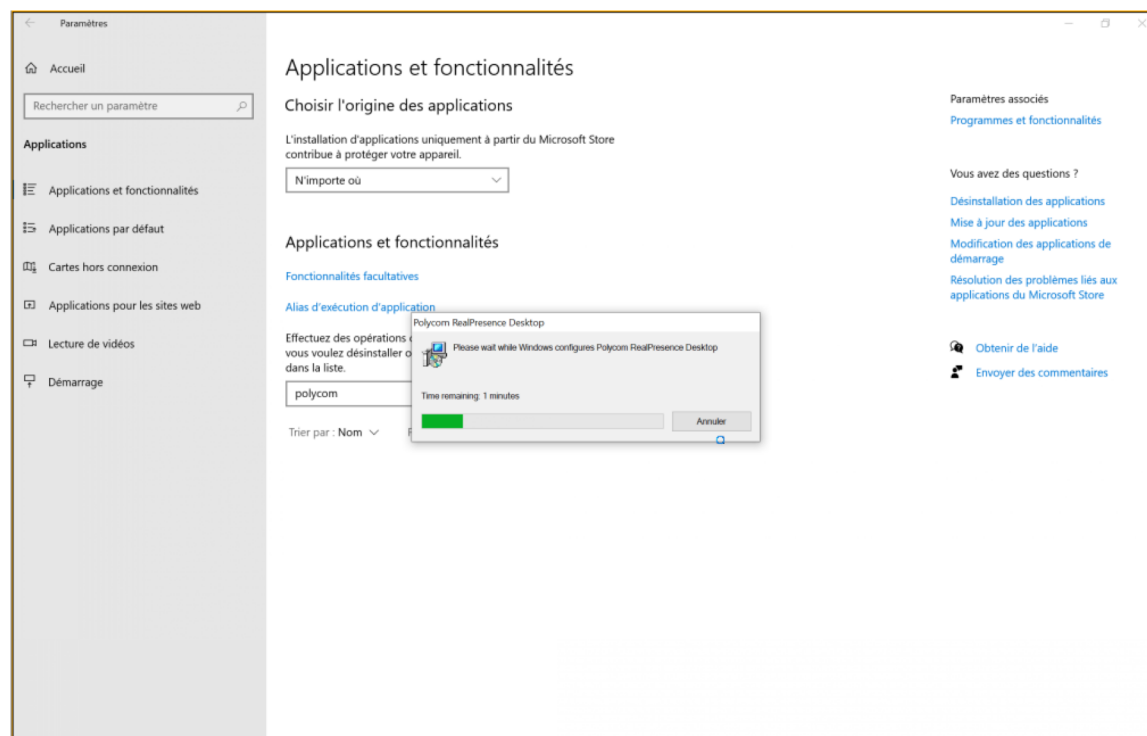 Paramètres
Accueil
Rechercher un paramètre
Applications
Applications et fonctionnalités
Applications par défaut
Cartes hors connexion
Applications pour les sites web
Lecture de vidéos
Démarrage
Applications et fonctionnalités
Choisir l'origine des applications
L'installation d'applications uniquement à partir du Microsoft Store
contribue à protéger votre appareil.
N'importe où
Applications et fonctionnalités
Fonctionnalités facultatives
Alias d'exécution d'application
Effectuez des opérations
vous voulez désinstaller
dans la liste.
polycom
Trier par : Nom
Polycom RealPresence Desktop
Please wait while Windows configures Polycom RealPresence Desktop
Time remaining: 1 minutes
Annuler
Paramètres associés
Programmes et fonctionnalités
Vous avez des questions ?
Désinstallation des applications
Mise à jour des applications
Modification des applications de
démarrage
Résolution des problèmes liés aux
applications du Microsoft Store
Obtenir de l'aide
Envoyer des commentaires